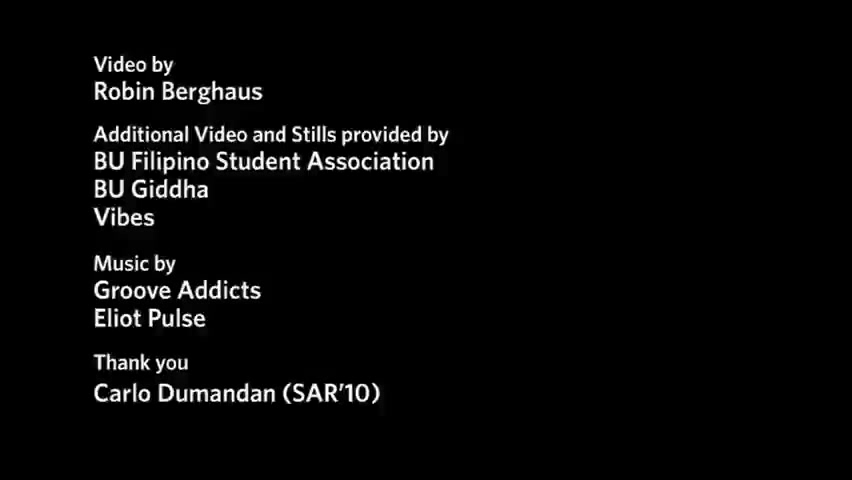 Video by
Robin Berghaus
Additional Video and Stills provided by
BU Filipino Student Association
BU Giddha
Vibes
Music by
Groove Addicts
Eliot Pulse
Thank you
Carlo Dumandan (SAR'10)